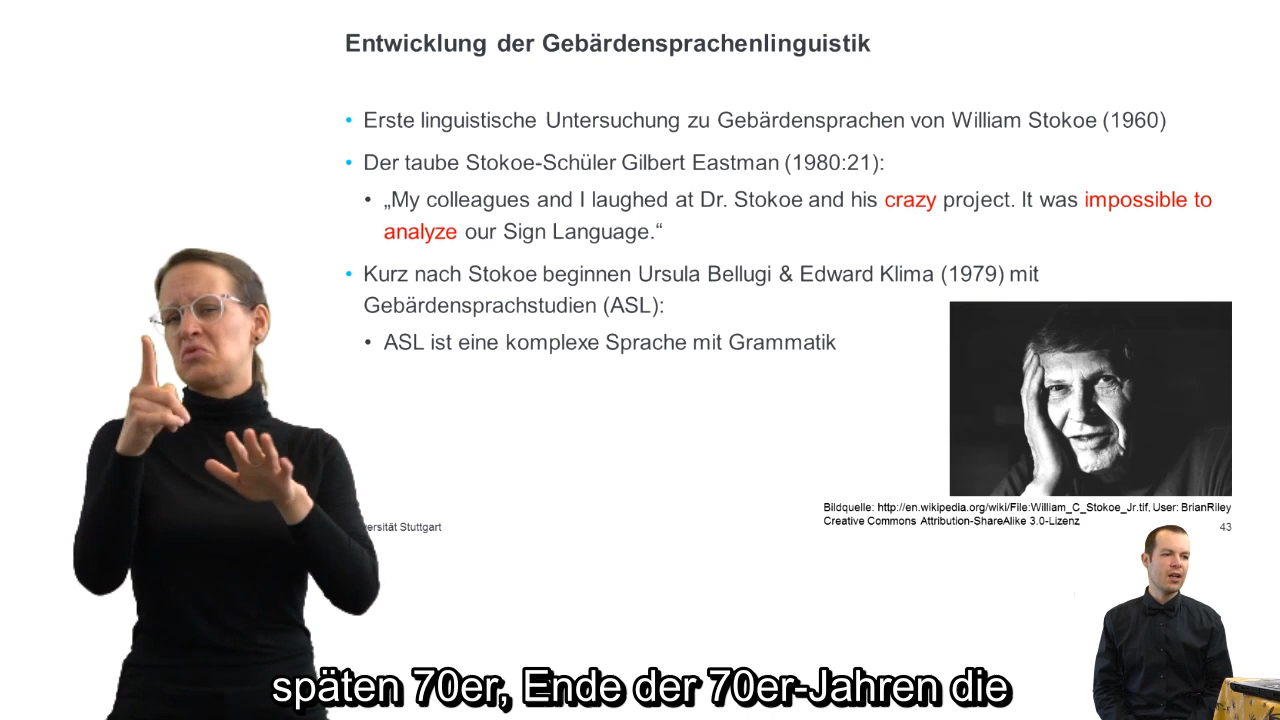 Entwicklung der Gebärdensprachenlinguistik
• Erste linguistische Untersuchung zu Gebärdensprachen von William Stokoe (1960)
• Der taube Stokoe-Schüler Gilbert Eastman (1980:21):
• „My colleagues and I laughed at Dr. Stokoe and his crazy project. It was impossible to
analyze our Sign Language.“
• Kurz nach Stokoe beginnen Ursula Bellugi & Edward Klima (1979) mit
Gebärdensprachstudien (ASL):
• ASL ist eine komplexe Sprache mit Grammatik
Bildquelle: http://en.wikipedia.org/wiki/File:William_C_Stokoe_Jr.tif, User: BrianRiley
Creative Commons Attribution-ShareAlike 3.0-Lizenz
Stuttgart
43
späten 70er, Ende der 70er-Jahren die